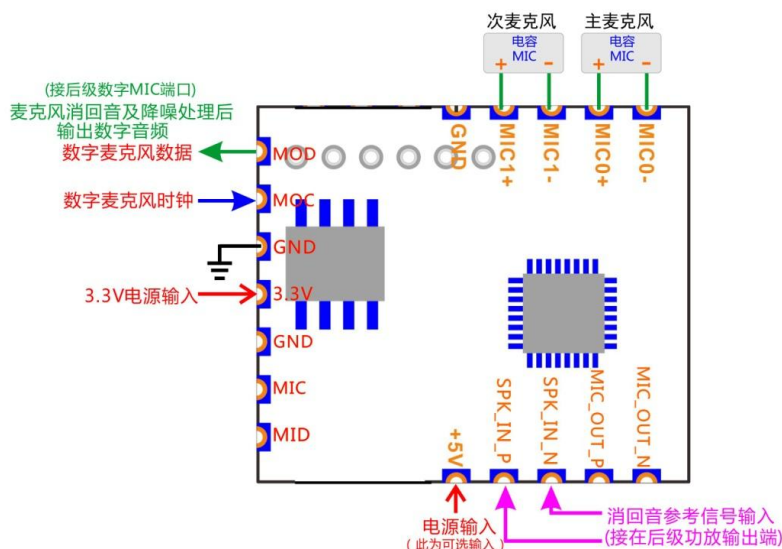 次麦克风
主麦克风
电容
MIC
+ -
电容
MIC
+ -
(接后级数字MIC端口)
麦克风消回音及降噪处理后
输出数字音频
数字麦克风数据
数字麦克风时钟
3.3V电源输入
MOD
MOC
GND
3.3V
GND
MIC
MID
GND
MIC1+
MIC1-
MIC0+
MIC0-
+5V
SPK_IN_P
SPK_IN_N
MIC_OUT_P
MIC_OUT_N
电源输入
(此为可选输入)
消回音参考信号输入
(接在后级功放输出端)